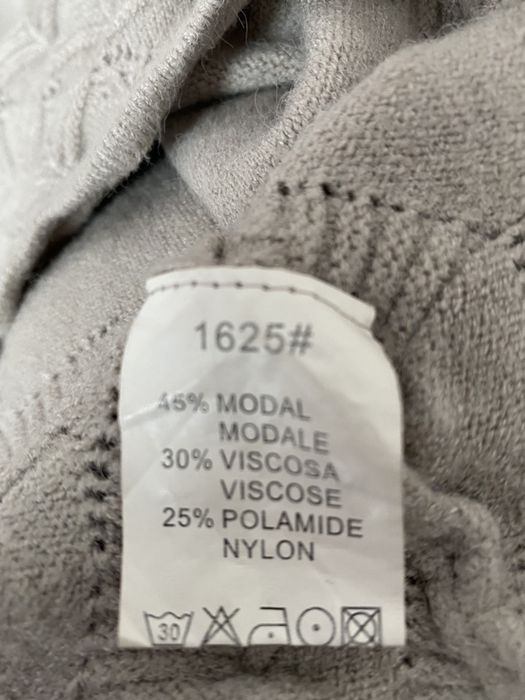 1625#
45% MODAL
MODALE
30% VISCOSA
VISCOSE
25% POLAMIDE
NYLON
30